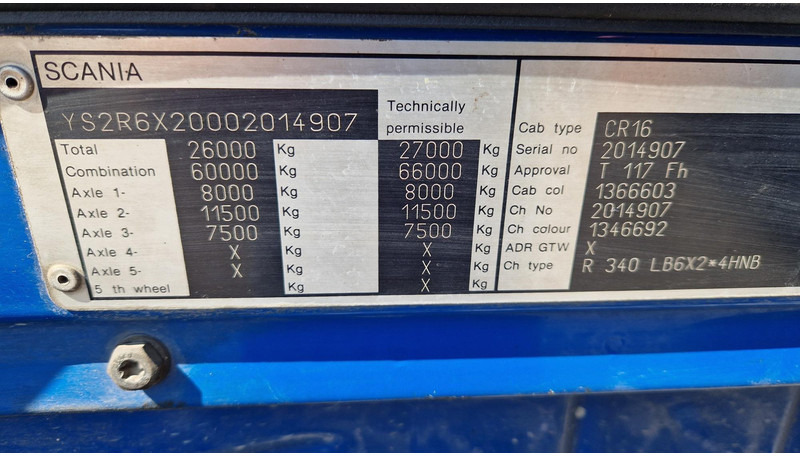 SCANIA
YS2R6X20002014907
Technically
permissible
Total 26000 Kg 27000 Kg
Combination 60000 Kg 66000 Kg
Axle 1- 8000 Kg 8000 Kg
Axle 2- 11500 Kg 11500 Kg
Axle 3- 7500 Kg 7500 Kg
Axle 4- X Kg X Kg
Axle 5- X Kg X Kg
5 th wheel Kg X Kg
Cab type CR16
Serial no 2014907
Approval T 117 Fh
Cab col 1366603
Ch No 2014907
Ch colour 1346692
ADR GTW X
Ch type R 340 LB6X2*4HNB